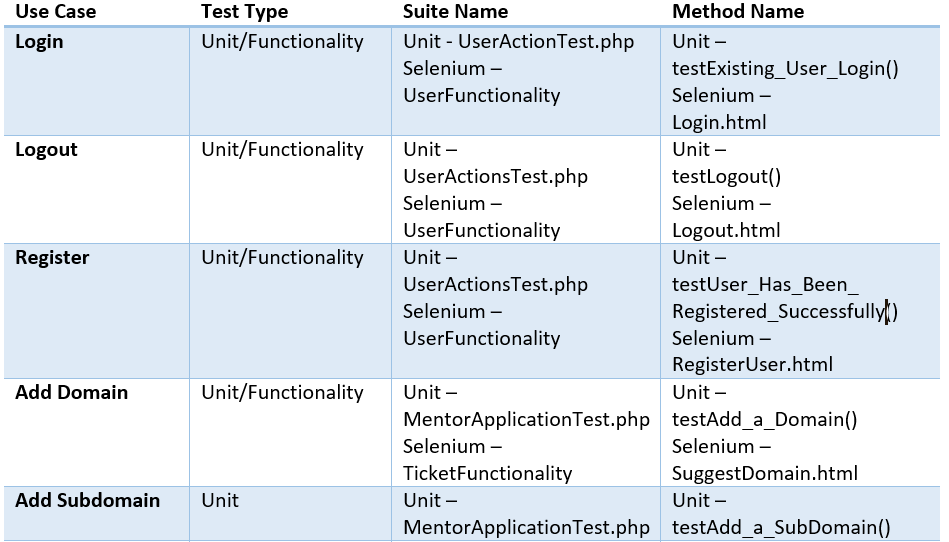 Use Case Test Type Suite Name Method Name
Login Unit/Functionality Unit - UserActionTest.php Unit –
Selenium – testExisting_User_Login()
UserFunctionality Selenium –
Login.html
Logout Unit/Functionality Unit – Unit –
UserActionsTest.php testLogout()
Selenium – Selenium –
UserFunctionality Logout.html
Register Unit/Functionality Unit – Unit –
UserActionsTest.php testUser_Has_Been_
Selenium – Registered_Successfully()
UserFunctionality Selenium –
RegisterUser.html
Add Domain Unit/Functionality Unit – Unit –
MentorApplicationTest.php testAdd_a_Domain()
Selenium – Selenium –
TicketFunctionality SuggestDomain.html
Add Subdomain Unit Unit – Unit –
MentorApplicationTest.php testAdd_a_SubDomain()